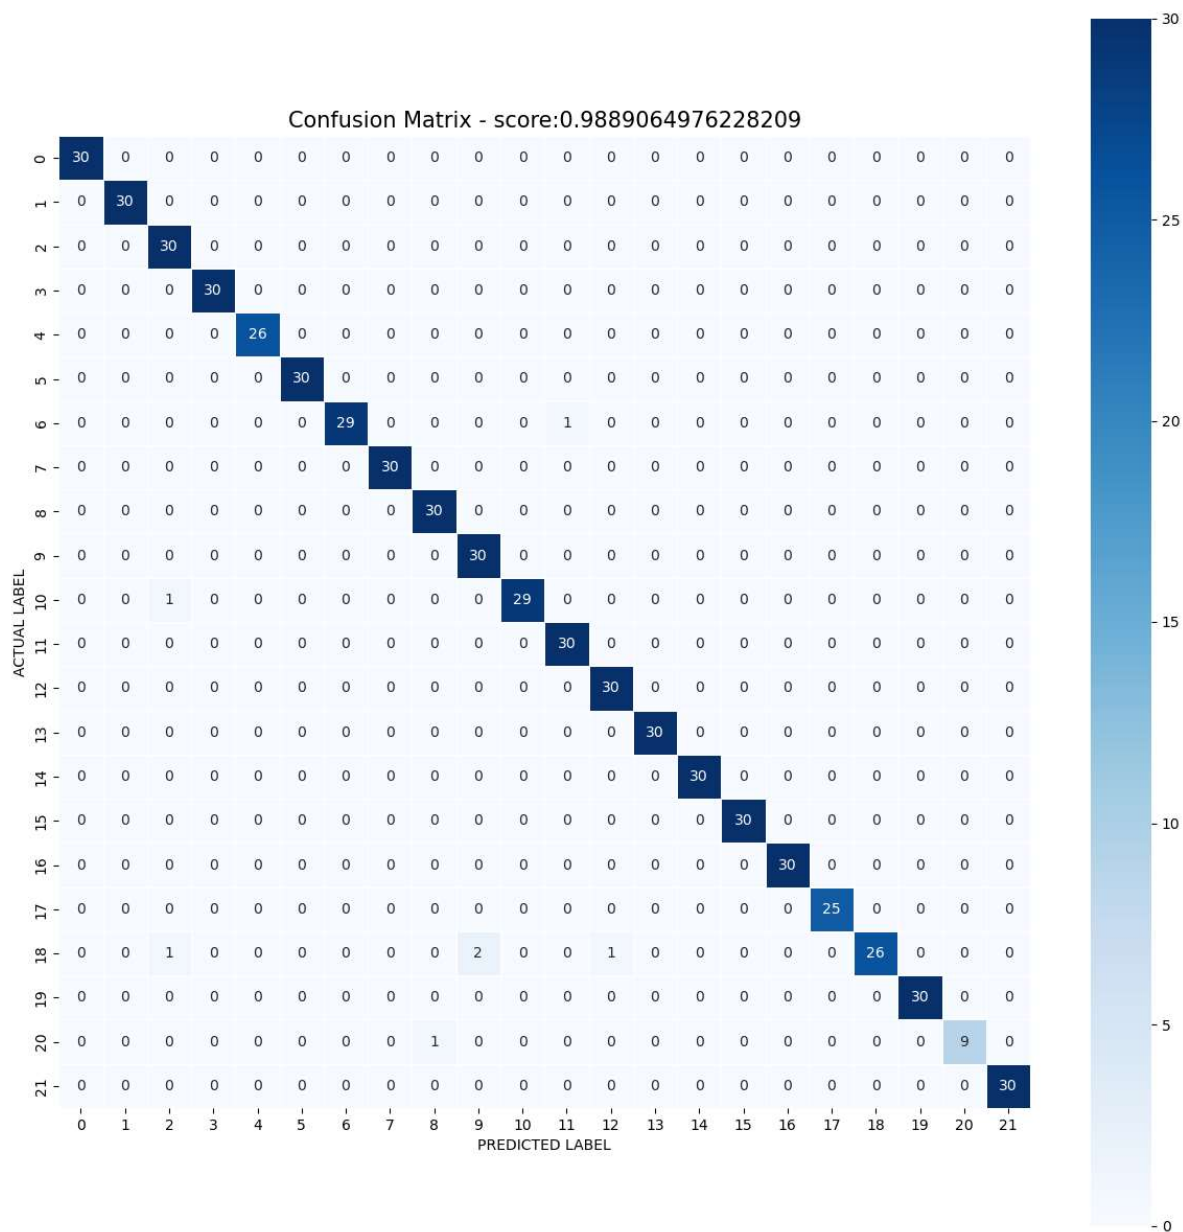 Confusion Matrix - score:0.9889064976228209
30
0 30 0 0 0 0 0 0 0 0 0 0 0 0 0 0 0 0 0 0 0 0 0
1 0 30 0 0 0 0 0 0 0 0 0 0 0 0 0 0 0 0 0 0 0 0
25
2 0 0 30 0 0 0 0 0 0 0 0 0 0 0 0 0 0 0 0 0 0 0
3 0 0 0 30 0 0 0 0 0 0 0 0 0 0 0 0 0 0 0 0 0 0
4 0 0 0 0 26 0 0 0 0 0 0 0 0 0 0 0 0 0 0 0 0 0
5 0 0 0 0 0 30 0 0 0 0 0 0 0 0 0 0 0 0 0 0 0 0
6 0 0 0 0 0 0 29 0 0 0 0 1 0 0 0 0 0 0 0 0 0 0
20
7 0 0 0 0 0 0 0 30 0 0 0 0 0 0 0 0 0 0 0 0 0 0
8 0 0 0 0 0 0 0 0 30 0 0 0 0 0 0 0 0 0 0 0 0 0
9 0 0 0 0 0 0 0 0 0 30 0 0 0 0 0 0 0 0 0 0 0 0
10 0 0 1 0 0 0 0 0 0 0 29 0 0 0 0 0 0 0 0 0 0 0
ACTUAL LABEL
15
11 0 0 0 0 0 0 0 0 0 0 0 30 0 0 0 0 0 0 0 0 0 0
12 0 0 0 0 0 0 0 0 0 0 0 0 30 0 0 0 0 0 0 0 0 0
13 0 0 0 0 0 0 0 0 0 0 0 0 0 30 0 0 0 0 0 0 0 0
14 0 0 0 0 0 0 0 0 0 0 0 0 0 0 30 0 0 0 0 0 0 0
10
15 0 0 0 0 0 0 0 0 0 0 0 0 0 0 0 30 0 0 0 0 0 0
16 0 0 0 0 0 0 0 0 0 0 0 0 0 0 0 0 30 0 0 0 0 0
17 0 0 0 0 0 0 0 0 0 0 0 0 0 0 0 0 0 25 0 0 0 0
18 0 0 1 0 0 0 0 0 0 2 0 0 1 0 0 0 0 0 26 0 0 0
19 0 0 0 0 0 0 0 0 0 0 0 0 0 0 0 0 0 0 0 30 0 0
5
20 0 0 0 0 0 0 0 0 1 0 0 0 0 0 0 0 0 0 0 0 9 0
21 0 0 0 0 0 0 0 0 0 0 0 0 0 0 0 0 0 0 0 0 0 30
0 1 2 3 4 5 6 7 8 9 10 11 12 13 14 15 16 17 18 19 20 21
PREDICTED LABEL
0